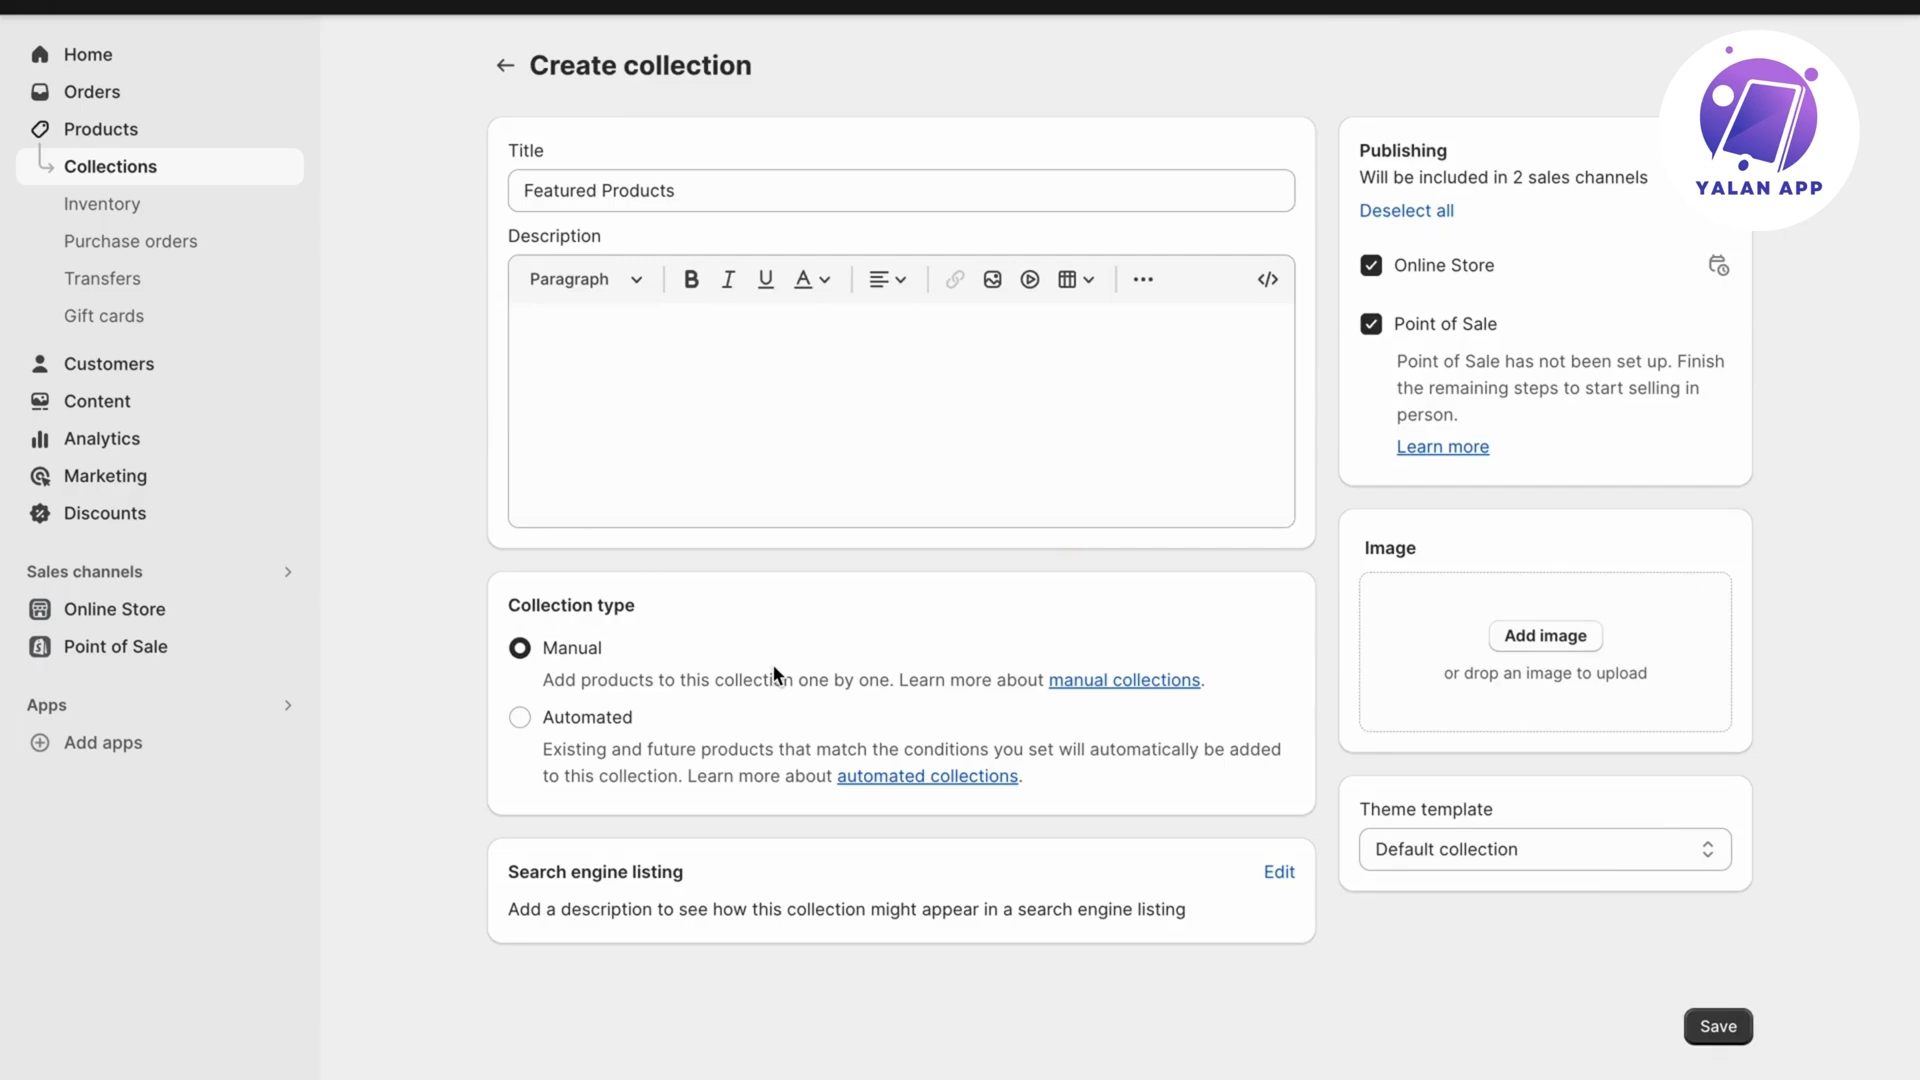 Home
Orders
Products
Collections
Inventory
Purchase orders
Transfers
Gift cards
Customers
Content
Analytics
Marketing
Discounts
Sales channels
Online Store
Point of Sale
Apps
Add apps
Create collection
Title
Featured Products
Description
Paragraph
B I U A
Collection type
Manual
Add products to this collection one by one. Learn more about manual collections.
Automated
Existing and future products that match the conditions you set will automatically be added
to this collection. Learn more about automated collections.
Search engine listing
Edit
Add a description to see how this collection might appear in a search engine listing
Publishing
Will be included in 2 sales channels
Deselect all
Online Store
Point of Sale
Point of Sale has not been set up. Finish
the remaining steps to start selling in
person.
Learn more
Image
Add image
or drop an image to upload
Theme template
Default collection
Save
YALAN APP